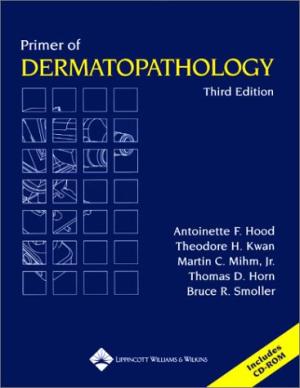 Primer of
DERMATOPATHOLOGY
Third Edition
Antoinette F. Hood
Theodore H. Kwan
Martin C. Mihm, Jr.
Thomas D. Horn
Bruce R. Smoller
Includes
CD-ROM
LIPPINCOTT WILLIAMS & WILKINS